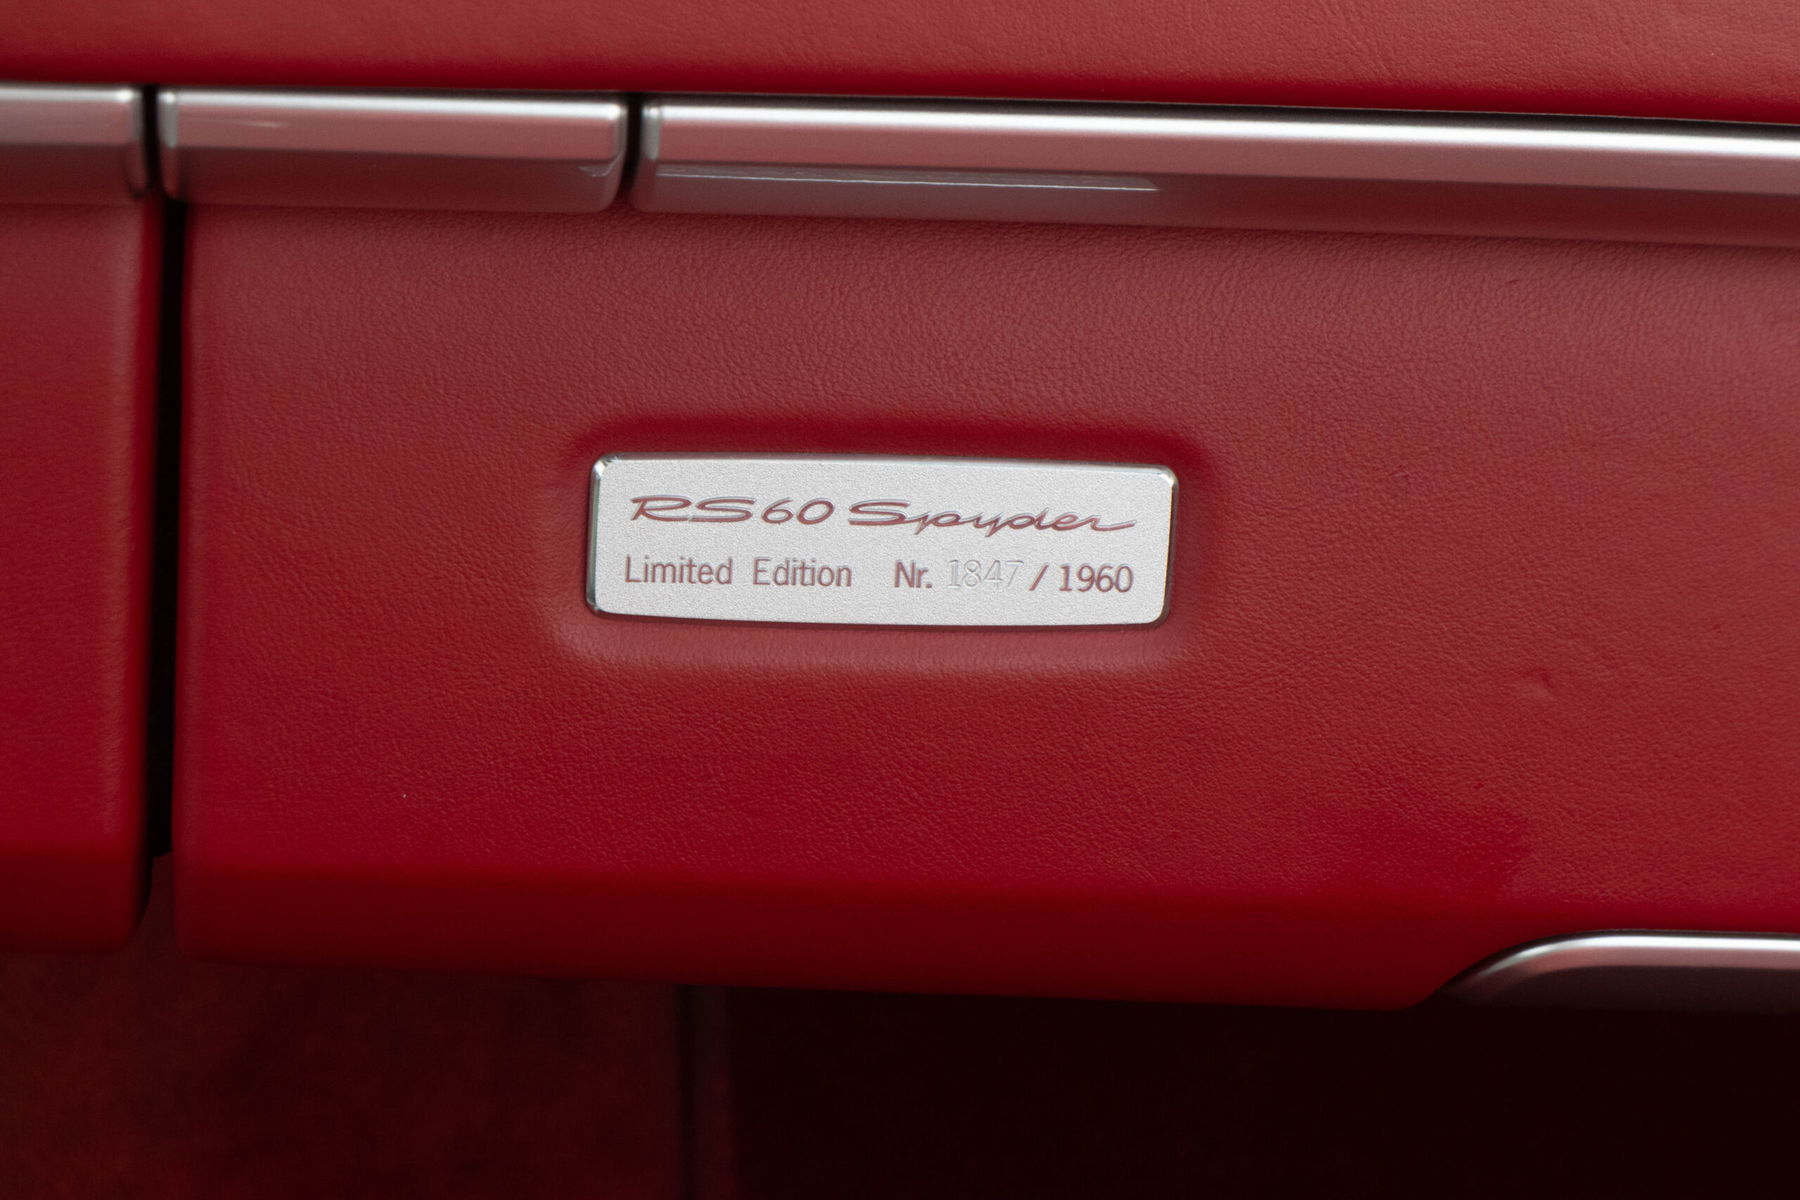 RS60 Spyder
Limited Edition Nr. 1847 / 1960